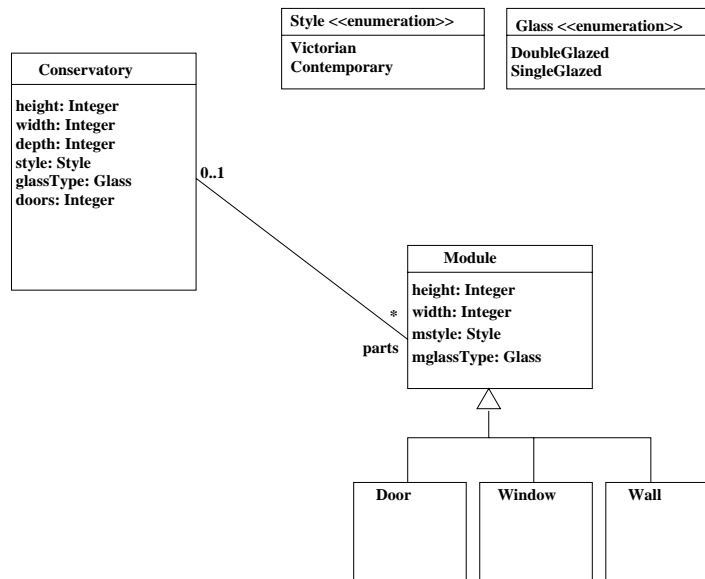 Style <<enumeration>>
Victorian
Contemporary
Glass <<enumeration>>
DoubleGlazed
SingleGlazed
Conservatory
height: Integer
width: Integer
depth: Integer
style: Style
glassType: Glass
doors: Integer
0..1
*
parts
Module
height: Integer
width: Integer
mstyle: Style
mglassType: Glass
Door
Window
Wall